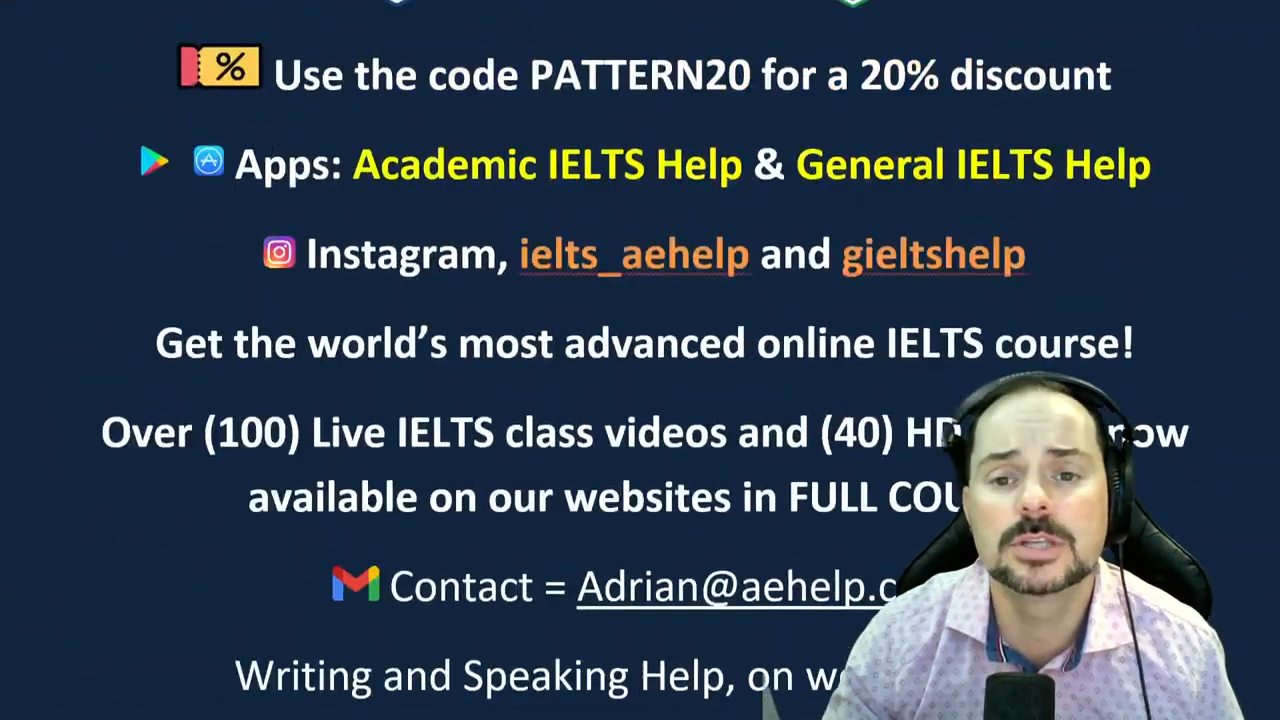 % Use the code PATTERN20 for a 20% discount
Apps: Academic IELTS Help & General IELTS Help
Instagram, ielts_aehelp and gieltshelp
Get the world’s most advanced online IELTS course!
Over (100) Live IELTS class videos and (40) HD now
available on our websites in FULL
Contact = Adrian@aehelp.c
Writing and Speaking Help, on